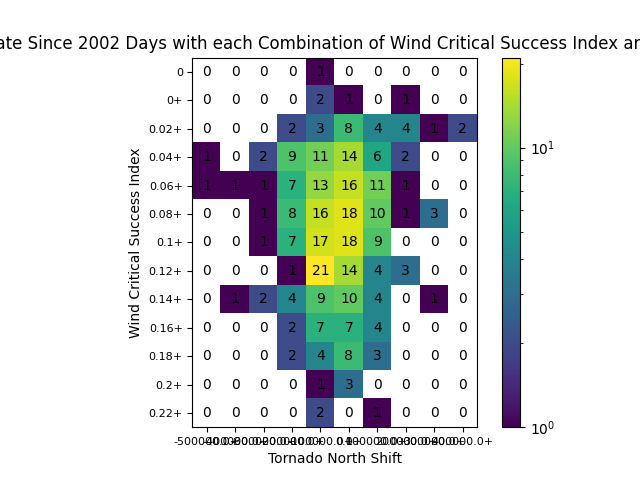 Since 2002 Days with each Combination of Wind Critical Success Index
0 0 0 0 0 1 0 0 0 0 0
0+ 0 0 0 0 2 1 0 1 0 0
0.02+ 0 0 0 2 3 8 4 4 1 2
0.04+ 1 0 2 9 11 14 6 2 0 0
0.06+ 1 1 1 7 13 16 11 1 0 0
0.08+ 0 0 1 8 16 18 10 1 3 0
0.1+ 0 0 1 7 17 18 9 0 0 0
0.12+ 0 0 0 1 21 14 4 3 0 0
0.14+ 0 1 2 4 9 10 4 0 1 0
0.16+ 0 0 0 2 7 7 4 0 0 0
0.18+ 0 0 0 2 4 8 3 0 0 0
0.2+ 0 0 0 0 1 3 0 0 0 0
0.22+ 0 0 0 0 2 0 1 0 0 0
Wind Critical Success Index
Tornado North Shift
10^1
10^0